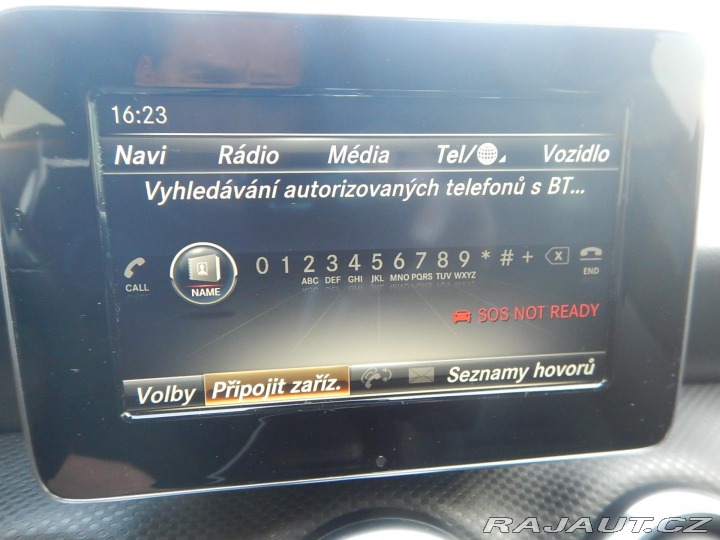 16:23
Navi Rádio Média Tel/ Vozidlo
Vyhledávání autorizovaných telefonů s BT...
0 1 2 3 4 5 6 7 8 9 * # +
ABC DEF GHI JKL MNO PQRS TUV WXYZ
CALL NAME END
SOS NOT READY
Volby Připojit zaříz. Seznamy hovorů
RAJAUT.CZ